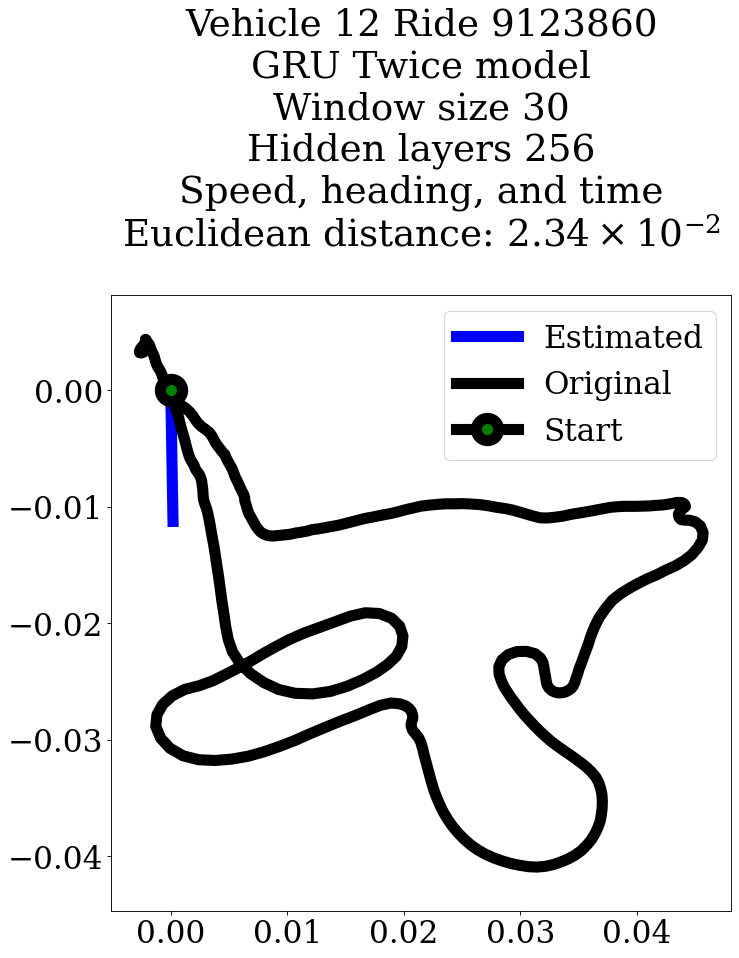 Vehicle 12 Ride 9123860
GRU Twice model
Window size 30
Hidden layers 256
Speed, heading, and time
Euclidean distance: 2.34 × 10⁻²
Estimated
Original
Start
0.00
−0.01
−0.02
−0.03
−0.04
0.00 0.01 0.02 0.03 0.04